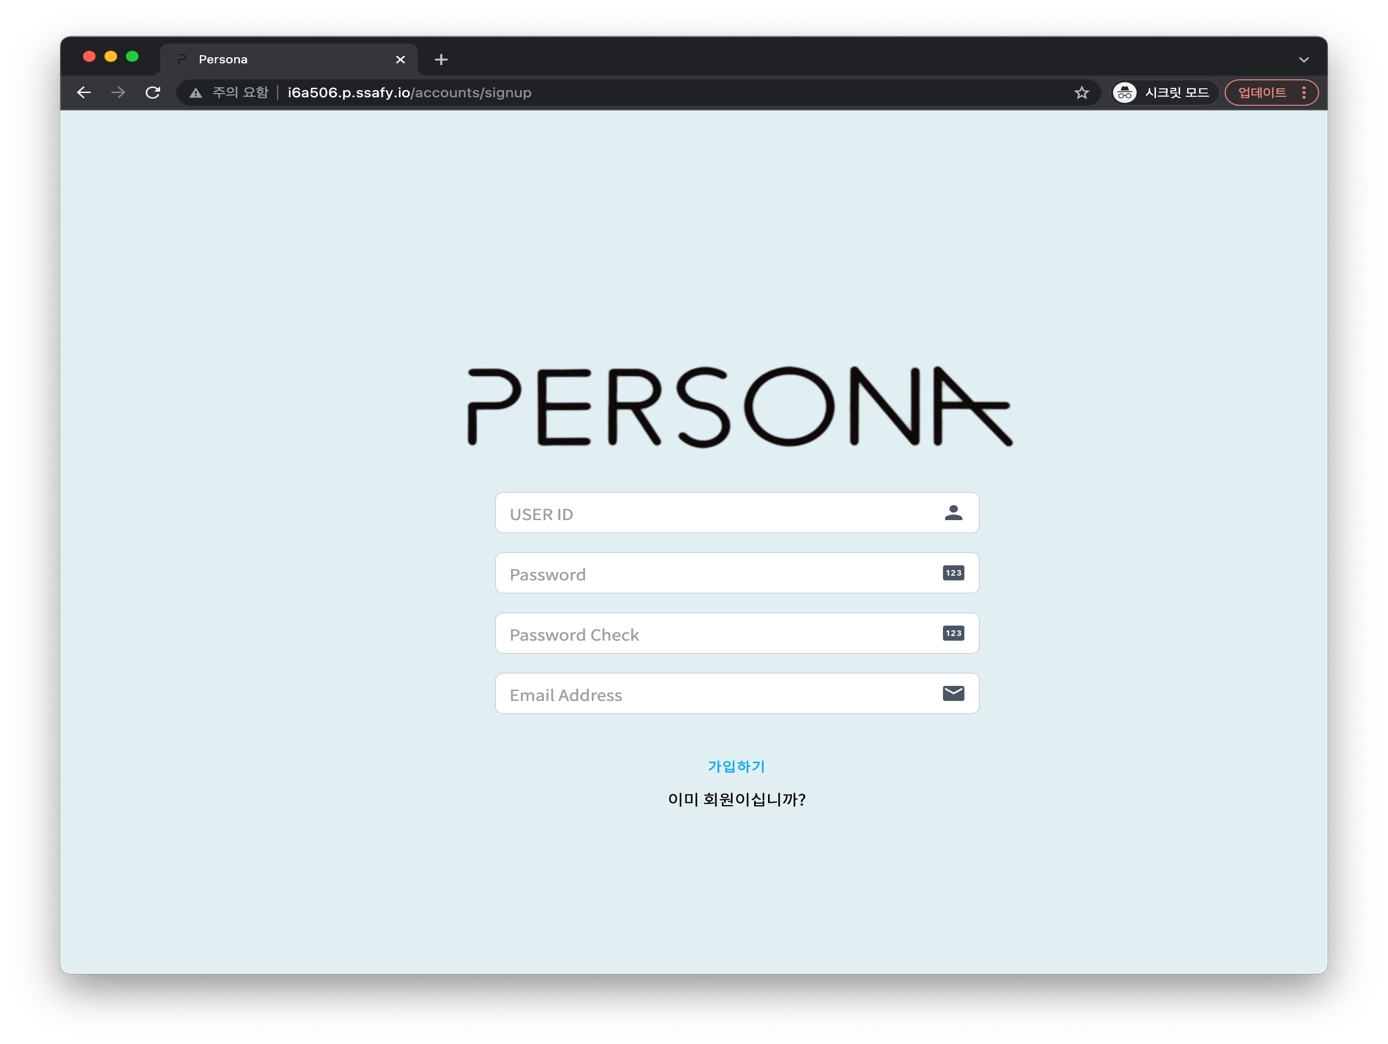 Persona
주의 요함 | i6a506.p.ssafy.io/accounts/signup 시크릿 모드 업데이트
PERSONA
USER ID
Password 123
Password Check 123
Email Address
가입하기
이미 회원이십니까?